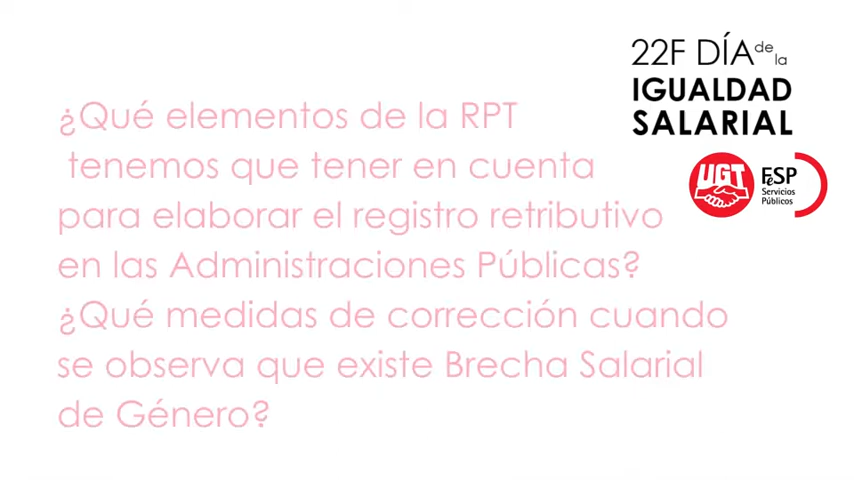 22F DÍA de la
IGUALDAD
SALARIAL
UGT
FeSP
Servicios
Públicos
¿Qué elementos de la RPT
tenemos que tener en cuenta
para elaborar el registro retributivo
en las Administraciones Públicas?
¿Qué medidas de corrección cuando
se observa que existe Brecha Salarial
de Género?